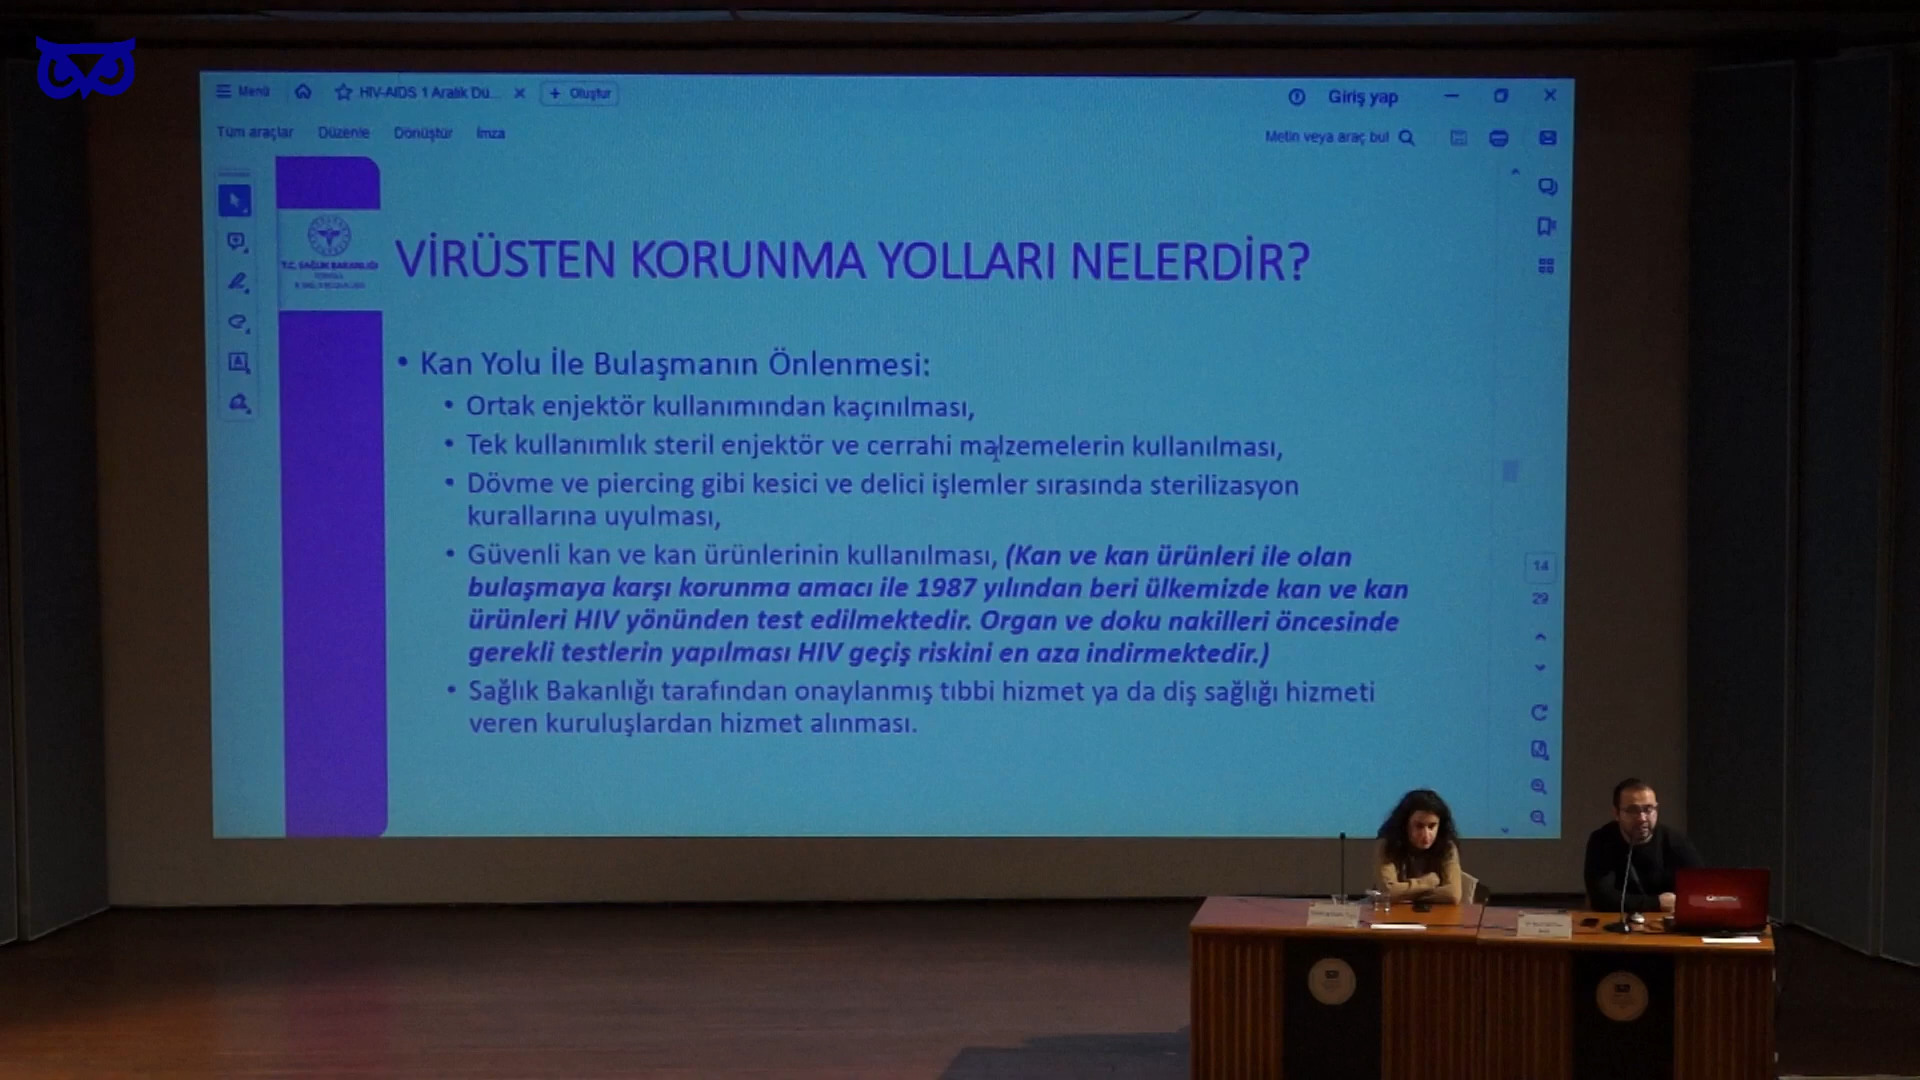 Menü
HIV-AIDS 1 Aralık Dü...
+ Oluştur
Giriş yap
Tüm araçlar Düzenle Dönüştür İmza
Metin veya araç bul
T.C. SAĞLIK BAKANLIĞI
VİRÜSTEN KORUNMA YOLLARI NELERDİR?
• Kan Yolu İle Bulaşmanın Önlenmesi:
• Ortak enjektör kullanımından kaçınılması,
• Tek kullanımlık steril enjektör ve cerrahi malzemelerin kullanılması,
• Dövme ve piercing gibi kesici ve delici işlemler sırasında sterilizasyon
kurallarına uyulması,
• Güvenli kan ve kan ürünlerinin kullanılması, (Kan ve kan ürünleri ile olan
bulaşmaya karşı korunma amacı ile 1987 yılından beri ülkemizde kan ve kan
ürünleri HIV yönünden test edilmektedir. Organ ve doku nakilleri öncesinde
gerekli testlerin yapılması HIV geçiş riskini en aza indirmektedir.)
• Sağlık Bakanlığı tarafından onaylanmış tıbbi hizmet ya da diş sağlığı hizmeti
veren kuruluşlardan hizmet alınması.
14
29